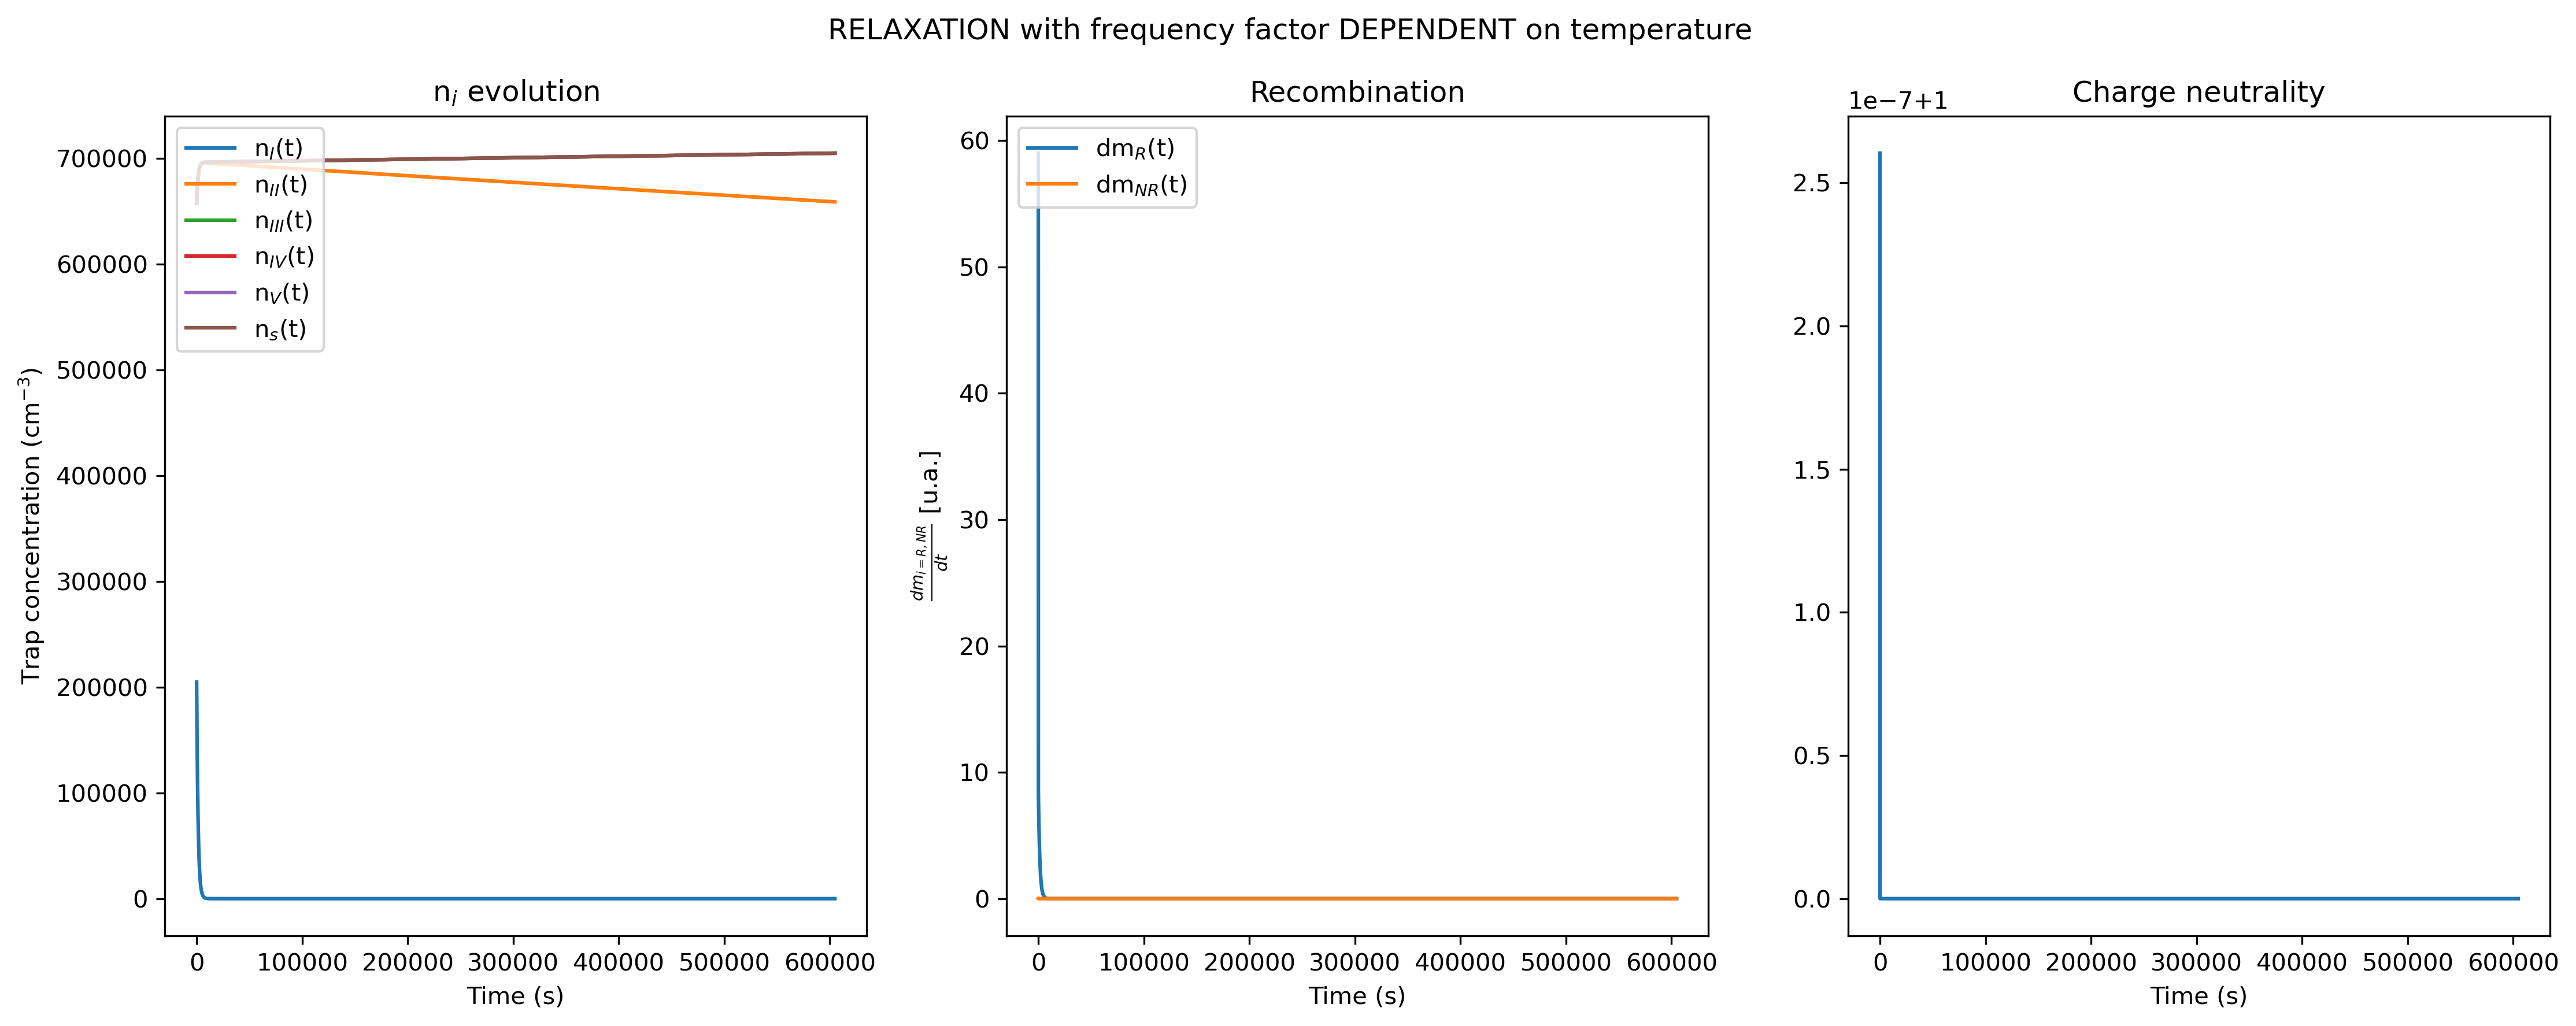 RELAXATION with frequency factor DEPENDENT on temperature
n_i evolution
Trap concentration (cm⁻³)
700000
600000
500000
400000
300000
200000
100000
0
n_I(t)
n_II(t)
n_III(t)
n_IV(t)
n_V(t)
n_s(t)
0 100000 200000 300000 400000 500000 600000
Time (s)
Recombination
dm_{i=R,NR}/dt [u.a.]
60
50
40
30
20
10
0
dm_R(t)
dm_NR(t)
0 100000 200000 300000 400000 500000 600000
Time (s)
Charge neutrality
1e−7+1
2.5
2.0
1.5
1.0
0.5
0.0
0 100000 200000 300000 400000 500000 600000
Time (s)